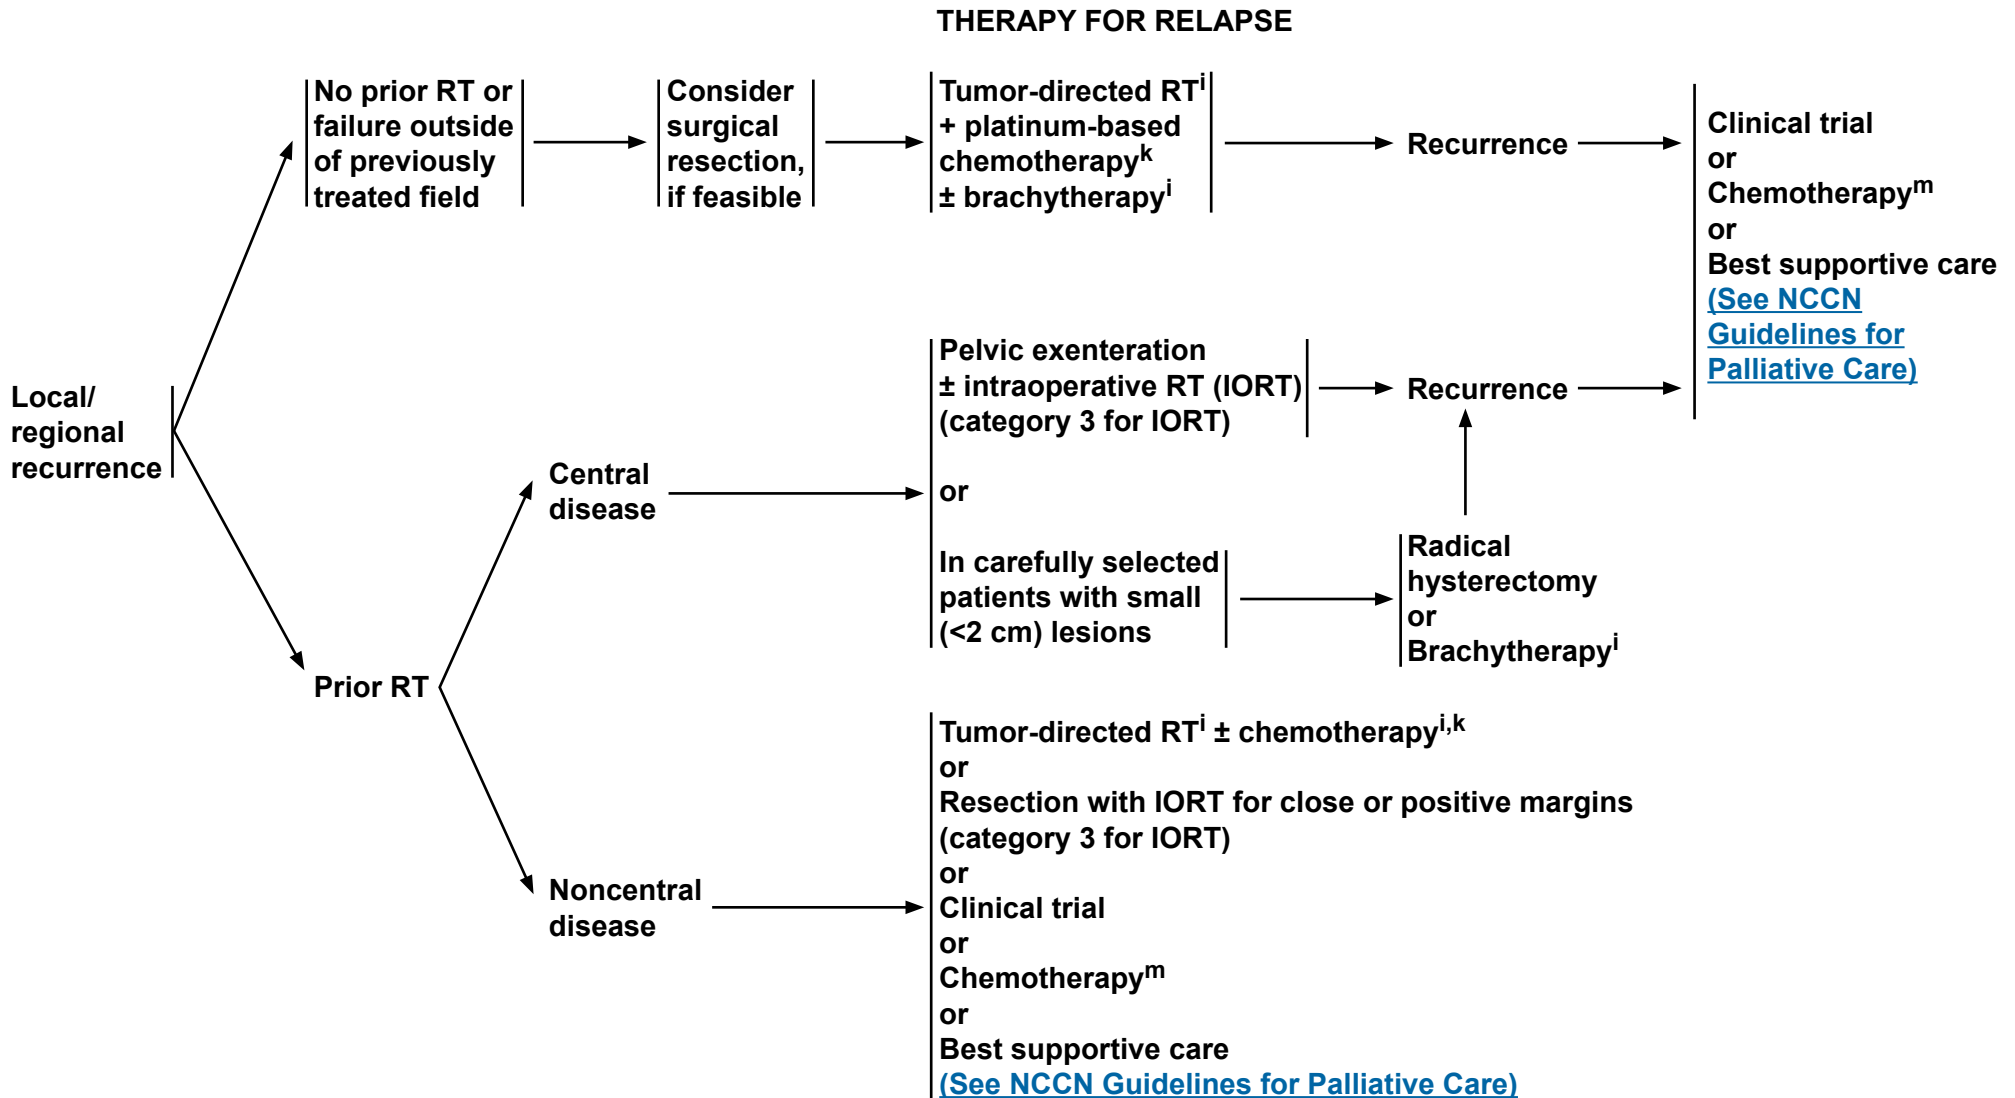 THERAPY FOR RELAPSE
Local/
regional
recurrence
No prior RT or
failure outside
of previously
treated field
Consider
surgical
resection,
if feasible
Tumor-directed RTⁱ
+ platinum-based
chemotherapyᵏ
± brachytherapyⁱ
Recurrence
Clinical trial
or
Chemotherapyᵐ
or
Best supportive care
(See NCCN
Guidelines for
Palliative Care)
Prior RT
Central
disease
Pelvic exenteration
± intraoperative RT (IORT)
(category 3 for IORT)
or
In carefully selected
patients with small
(<2 cm) lesions
Recurrence
Radical
hysterectomy
or
Brachytherapyⁱ
Noncentral
disease
Tumor-directed RTⁱ ± chemotherapyⁱ,ᵏ
or
Resection with IORT for close or positive margins
(category 3 for IORT)
or
Clinical trial
or
Chemotherapyᵐ
or
Best supportive care
(See NCCN Guidelines for Palliative Care)